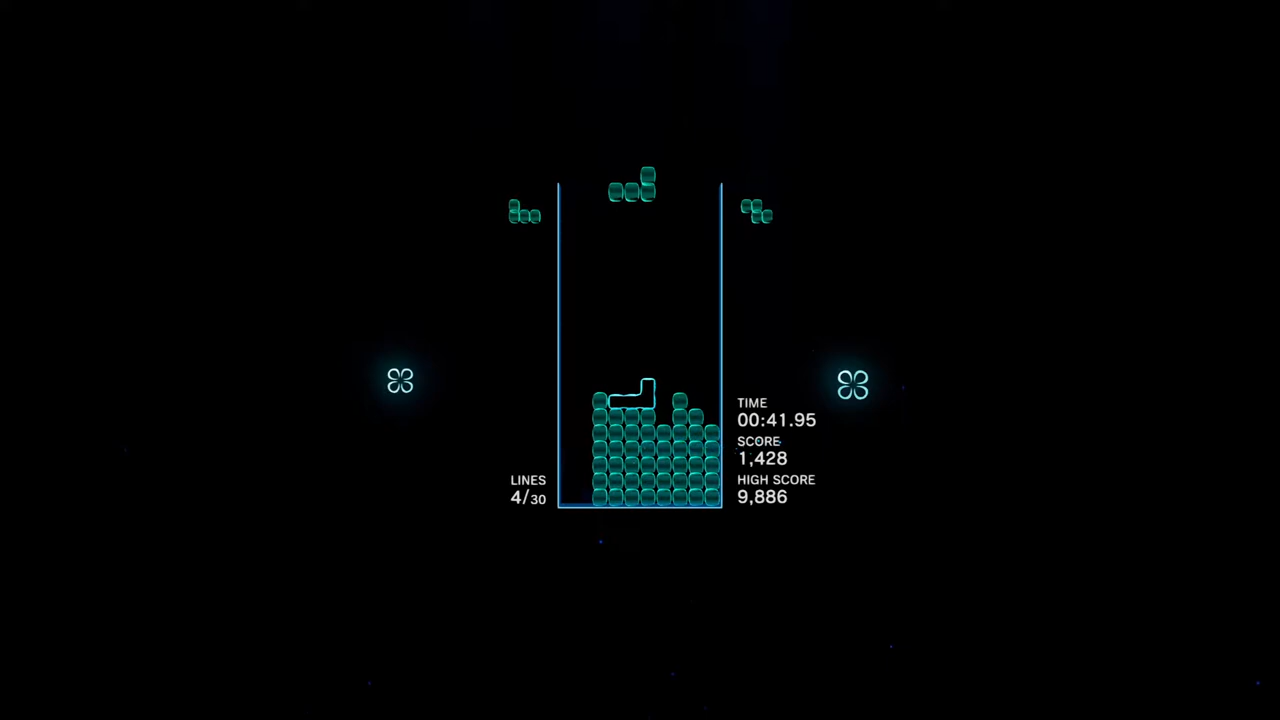 TIME
00:41.95
SCORE
1,428
LINES
4/30
HIGH SCORE
9,886